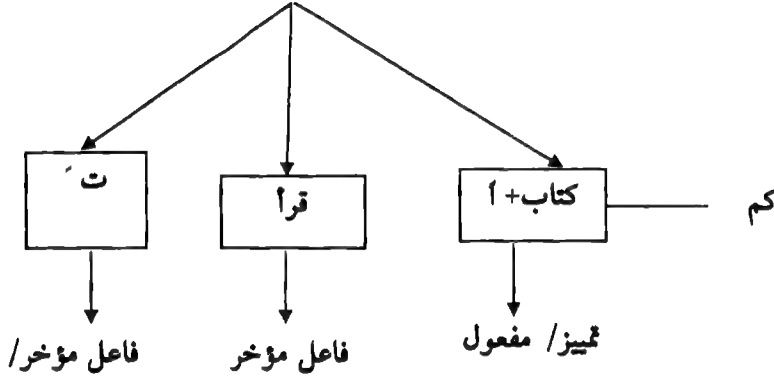 كم
كتاب+ أ
قرأ
تَ
تمييز/ مفعول
فاعل مؤخر
فاعل مؤخر/